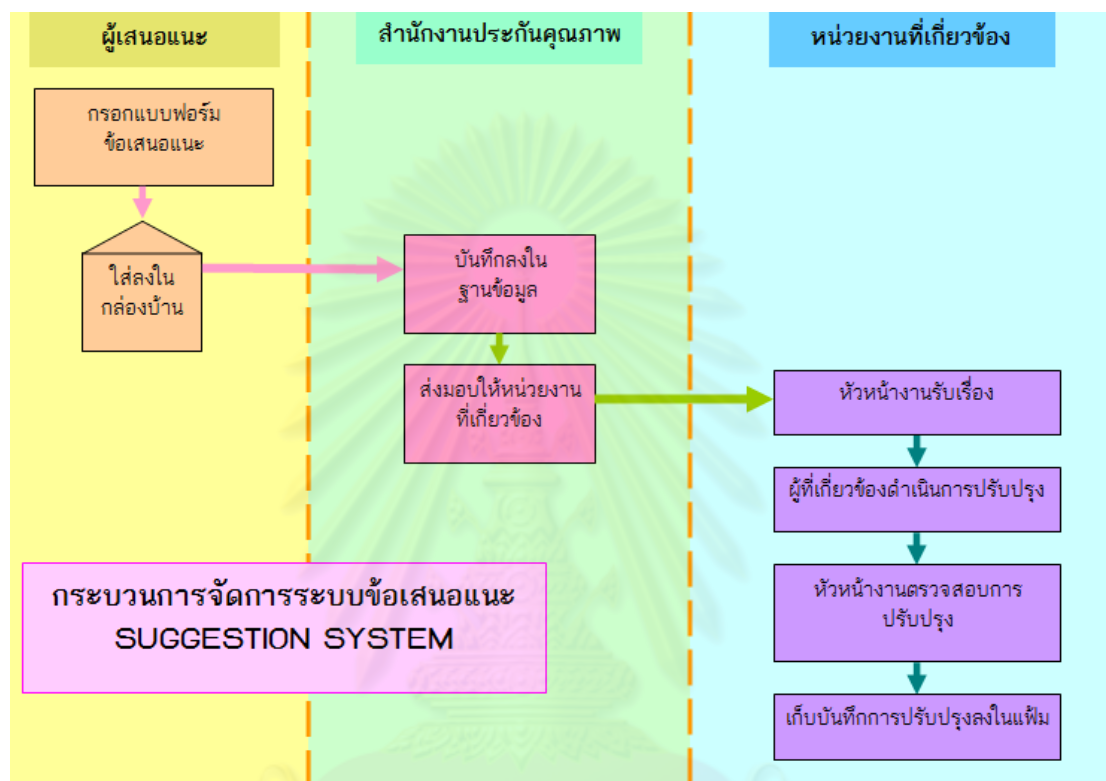 ผู้เสนอแนะ
สำนักงานประกันคุณภาพ
หน่วยงานที่เกี่ยวข้อง
กรอกแบบฟอร์ม
ข้อเสนอแนะ
ใส่ลงใน
กล่องบ้าน
บันทึกลงใน
ฐานข้อมูล
ส่งมอบให้หน่วยงาน
ที่เกี่ยวข้อง
หัวหน้างานรับเรื่อง
ผู้ที่เกี่ยวข้องดำเนินการปรับปรุง
หัวหน้างานตรวจสอบการ
ปรับปรุง
เก็บบันทึกการปรับปรุงลงในแฟ้ม
กระบวนการจัดการระบบข้อเสนอแนะ
SUGGESTION SYSTEM